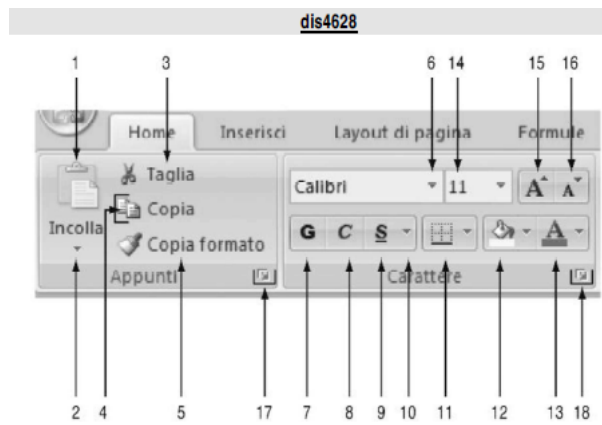 dis4628
1 3 6 14 15 16
Home Inserisci Layout di pagina Formule
Taglia
Calibri 11 A A
Copia
Incolla
G C S A
Copia formato
Appunti Carattere
2 4 5 17 7 8 9 10 11 12 13 18